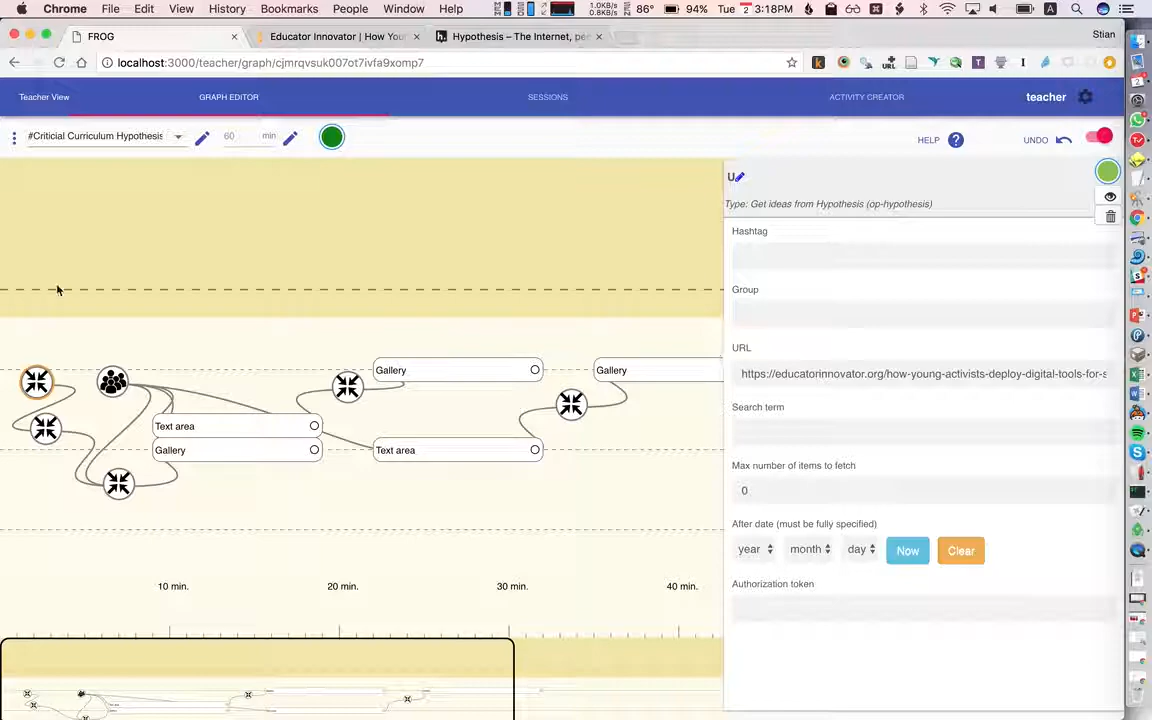 Chrome File Edit View History Bookmarks People Window Help 1.0KB/s 0.8KB/s 86° 94% Tue 2 3:18PM
FROG × Educator Innovator | How You × Hypothesis – The Internet, pe × Stian
localhost:3000/teacher/graph/cjmrqvsuk007ot7ivfa9xomp7
Teacher View GRAPH EDITOR SESSIONS ACTIVITY CREATOR teacher
#Criticial Curriculum Hypothesis 60 min HELP ? UNDO
U
Type: Get ideas from Hypothesis (op-hypothesis)
Hashtag
Group
URL
https://educatorinnovator.org/how-young-activists-deploy-digital-tools-for-s
Search term
Max number of items to fetch
0
After date (must be fully specified)
year month day Now Clear
Authorization token
Gallery Gallery
Text area
Gallery Text area
10 min. 20 min. 30 min. 40 min.